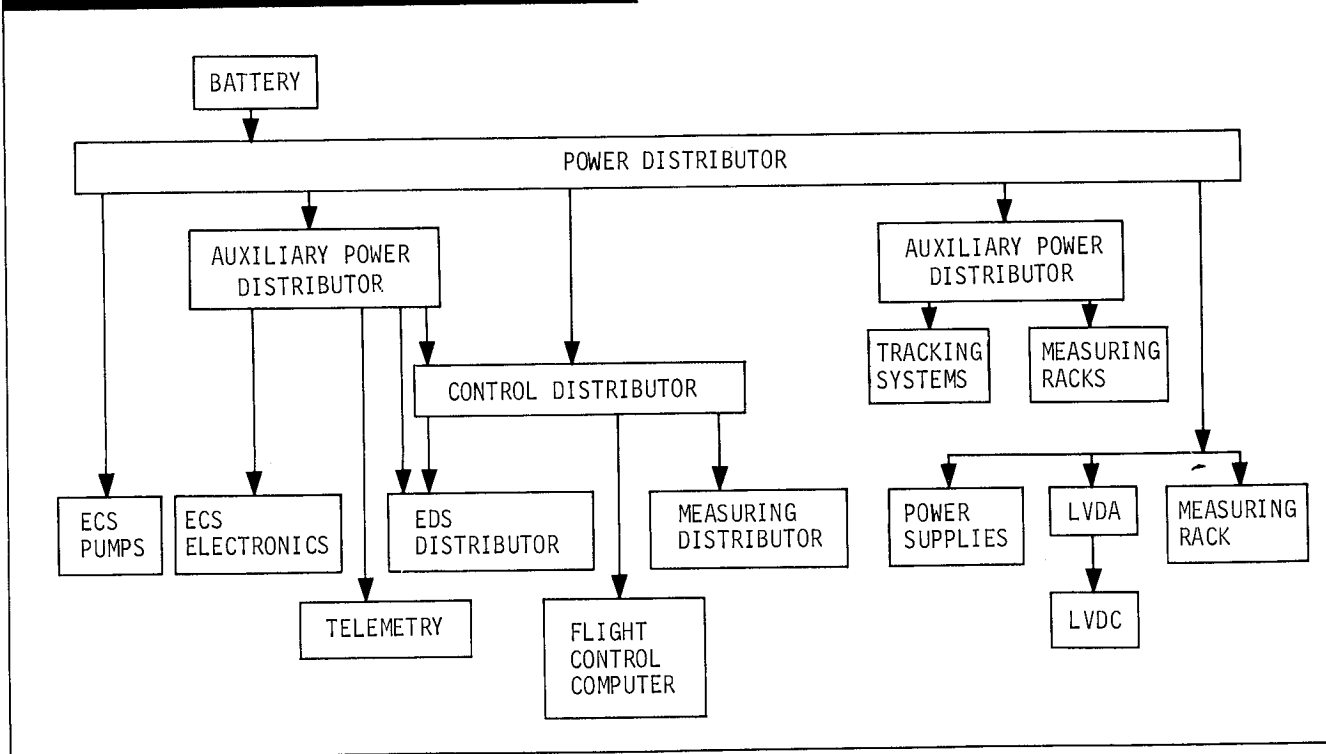 BATTERY
POWER DISTRIBUTOR
AUXILIARY POWER
DISTRIBUTOR
AUXILIARY POWER
DISTRIBUTOR
TRACKING
SYSTEMS
MEASURING
RACKS
CONTROL DISTRIBUTOR
ECS
PUMPS
ECS
ELECTRONICS
EDS
DISTRIBUTOR
MEASURING
DISTRIBUTOR
POWER
SUPPLIES
LVDA
MEASURING
RACK
TELEMETRY
FLIGHT
CONTROL
COMPUTER
LVDC